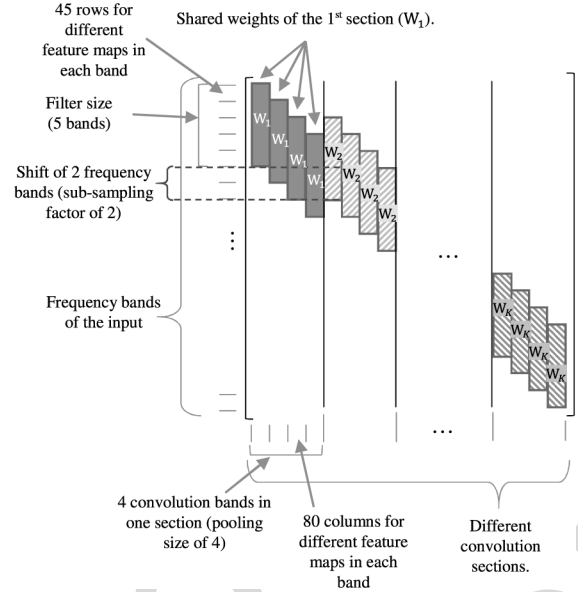 45 rows for
different
feature maps in
each band
Shared weights of the 1st section (W1).
Filter size
(5 bands)
Shift of 2 frequency
bands (sub-sampling
factor of 2)
Frequency bands
of the input
W1
W1
W1
W1
W2
W2
W2
W2
...
WK
WK
WK
WK
...
4 convolution bands in
one section (pooling
size of 4)
80 columns for
different feature
maps in each
band
Different
convolution
sections.